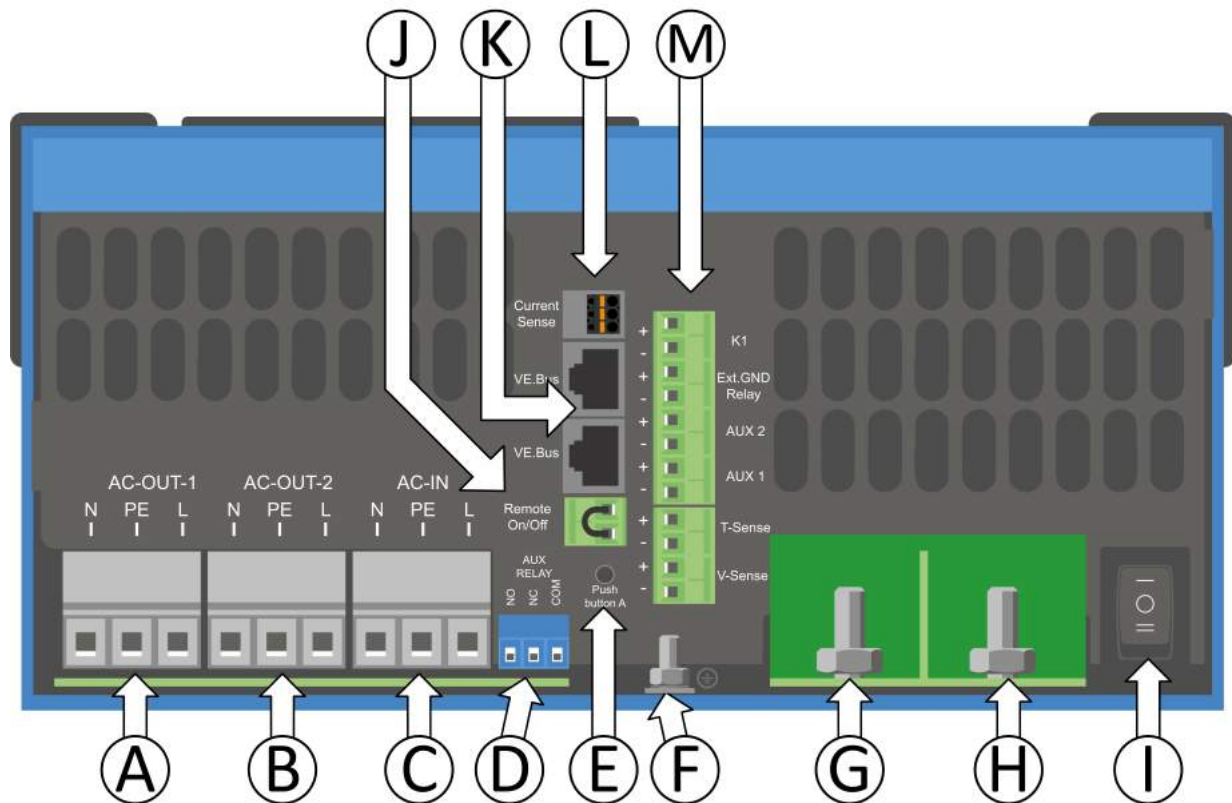 J K L M
Current
Sense
+ K1
-
VE.Bus
+ Ext.GND
- Relay
+ AUX 2
-
VE.Bus
+ AUX 1
-
AC-OUT-1 AC-OUT-2 AC-IN
N PE L N PE L N PE L
Remote
On/Off
+ T-Sense
-
AUX
RELAY
NO NC COM
Push
button A
+ V-Sense
-
I
O
II
A B C D E F G H I